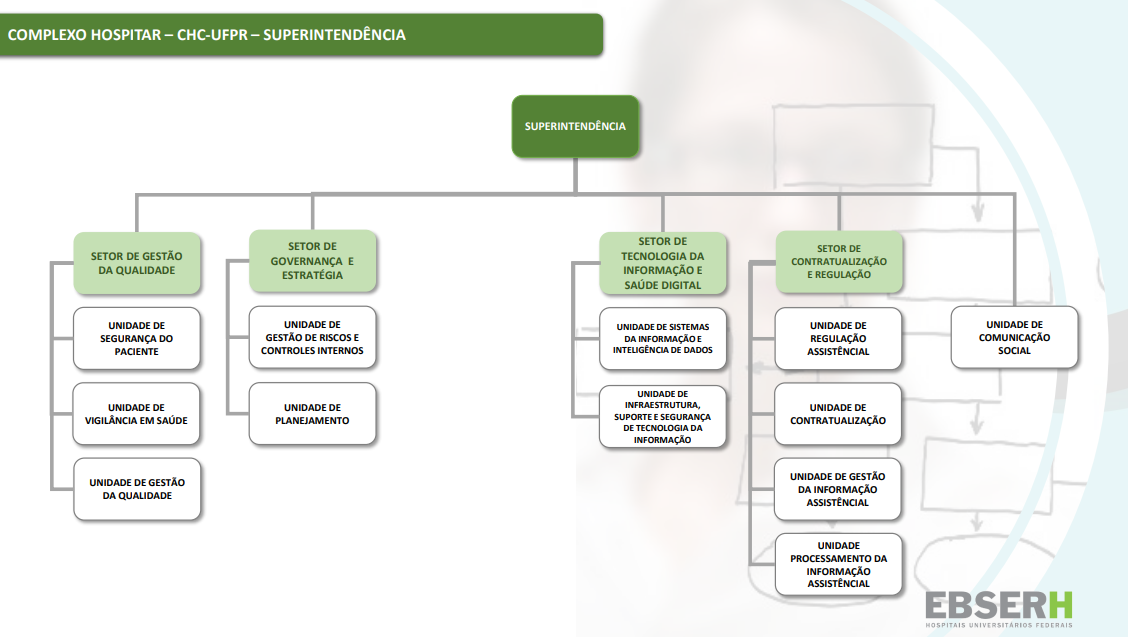 COMPLEXO HOSPITAR – CHC-UFPR – SUPERINTENDÊNCIA
SUPERINTENDÊNCIA
SETOR DE GESTÃO
DA QUALIDADE
UNIDADE DE
SEGURANÇA DO
PACIENTE
UNIDADE DE
VIGILÂNCIA EM SAÚDE
UNIDADE DE GESTÃO
DA QUALIDADE
SETOR DE
GOVERNANÇA E
ESTRATÉGIA
UNIDADE DE
GESTÃO DE RISCOS E
CONTROLES INTERNOS
UNIDADE DE
PLANEJAMENTO
SETOR DE
TECNOLOGIA DA
INFORMAÇÃO E
SAÚDE DIGITAL
UNIDADE DE SISTEMAS
DA INFORMAÇÃO E
INTELIGÊNCIA DE DADOS
UNIDADE DE
INFRAESTRUTURA,
SUPORTE E SEGURANÇA
DE TECNOLOGIA DA
INFORMAÇÃO
SETOR DE
CONTRATUALIZAÇÃO
E REGULAÇÃO
UNIDADE DE
REGULAÇÃO
ASSISTÊNCIAL
UNIDADE DE
CONTRATUALIZAÇÃO
UNIDADE DE GESTÃO
DA INFORMAÇÃO
ASSISTÊNCIAL
UNIDADE
PROCESSAMENTO DA
INFORMAÇÃO
ASSISTÊNCIAL
UNIDADE DE
COMUNICAÇÃO
SOCIAL
EBSERH
HOSPITAIS UNIVERSITÁRIOS FEDERAIS